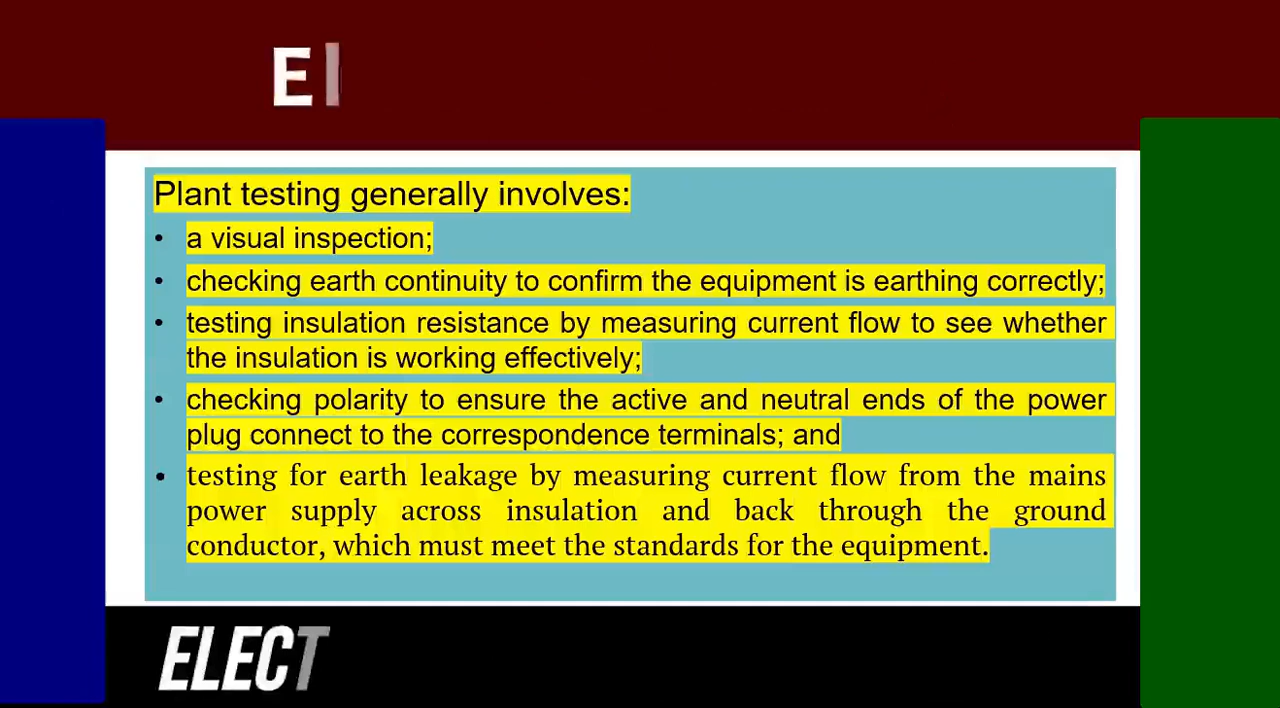 El
Plant testing generally involves:
• a visual inspection;
• checking earth continuity to confirm the equipment is earthing correctly;
• testing insulation resistance by measuring current flow to see whether
the insulation is working effectively;
• checking polarity to ensure the active and neutral ends of the power
plug connect to the correspondence terminals; and
• testing for earth leakage by measuring current flow from the mains
power supply across insulation and back through the ground
conductor, which must meet the standards for the equipment.
ELECT